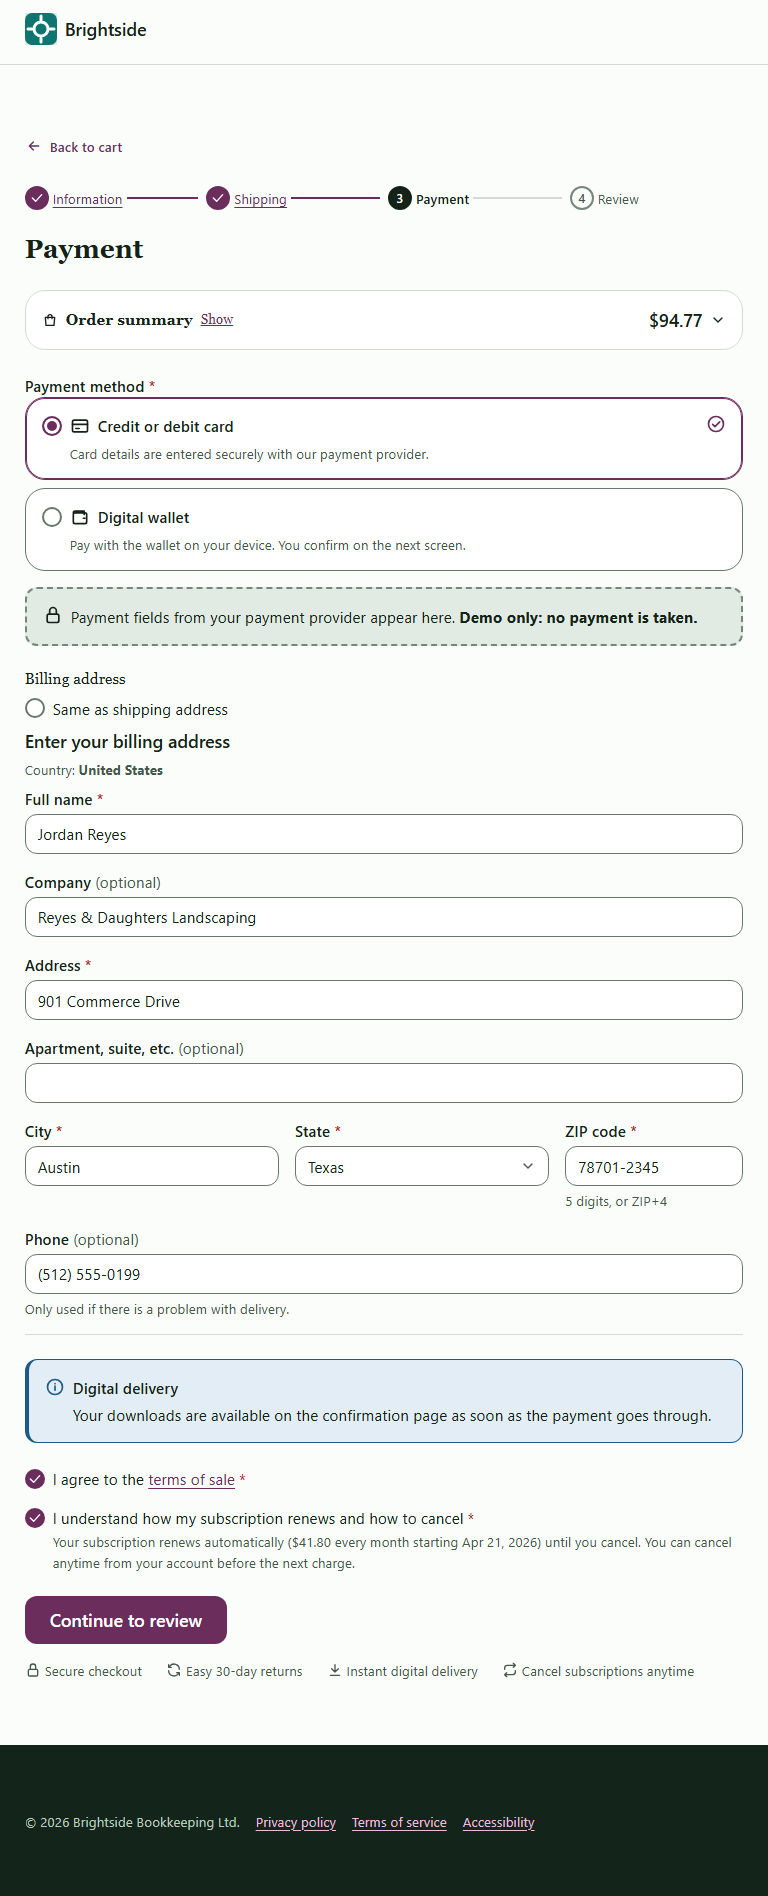 Brightside
Back to cart
Information
Shipping
3 Payment
4 Review
Payment
Order summary Show $94.77
Payment method *
Credit or debit card
Card details are entered securely with our payment provider.
Digital wallet
Pay with the wallet on your device. You confirm on the next screen.
Payment fields from your payment provider appear here. Demo only: no payment is taken.
Billing address
Same as shipping address
Enter your billing address
Country: United States
Full name *
Jordan Reyes
Company (optional)
Reyes & Daughters Landscaping
Address *
901 Commerce Drive
Apartment, suite, etc. (optional)
City * State * ZIP code *
Austin Texas 78701-2345
5 digits, or ZIP+4
Phone (optional)
(512) 555-0199
Only used if there is a problem with delivery.
Digital delivery
Your downloads are available on the confirmation page as soon as the payment goes through.
I agree to the terms of sale *
I understand how my subscription renews and how to cancel *
Your subscription renews automatically ($41.80 every month starting Apr 21, 2026) until you cancel. You can cancel
anytime from your account before the next charge.
Continue to review
Secure checkout Easy 30-day returns Instant digital delivery Cancel subscriptions anytime
© 2026 Brightside Bookkeeping Ltd. Privacy policy Terms of service Accessibility